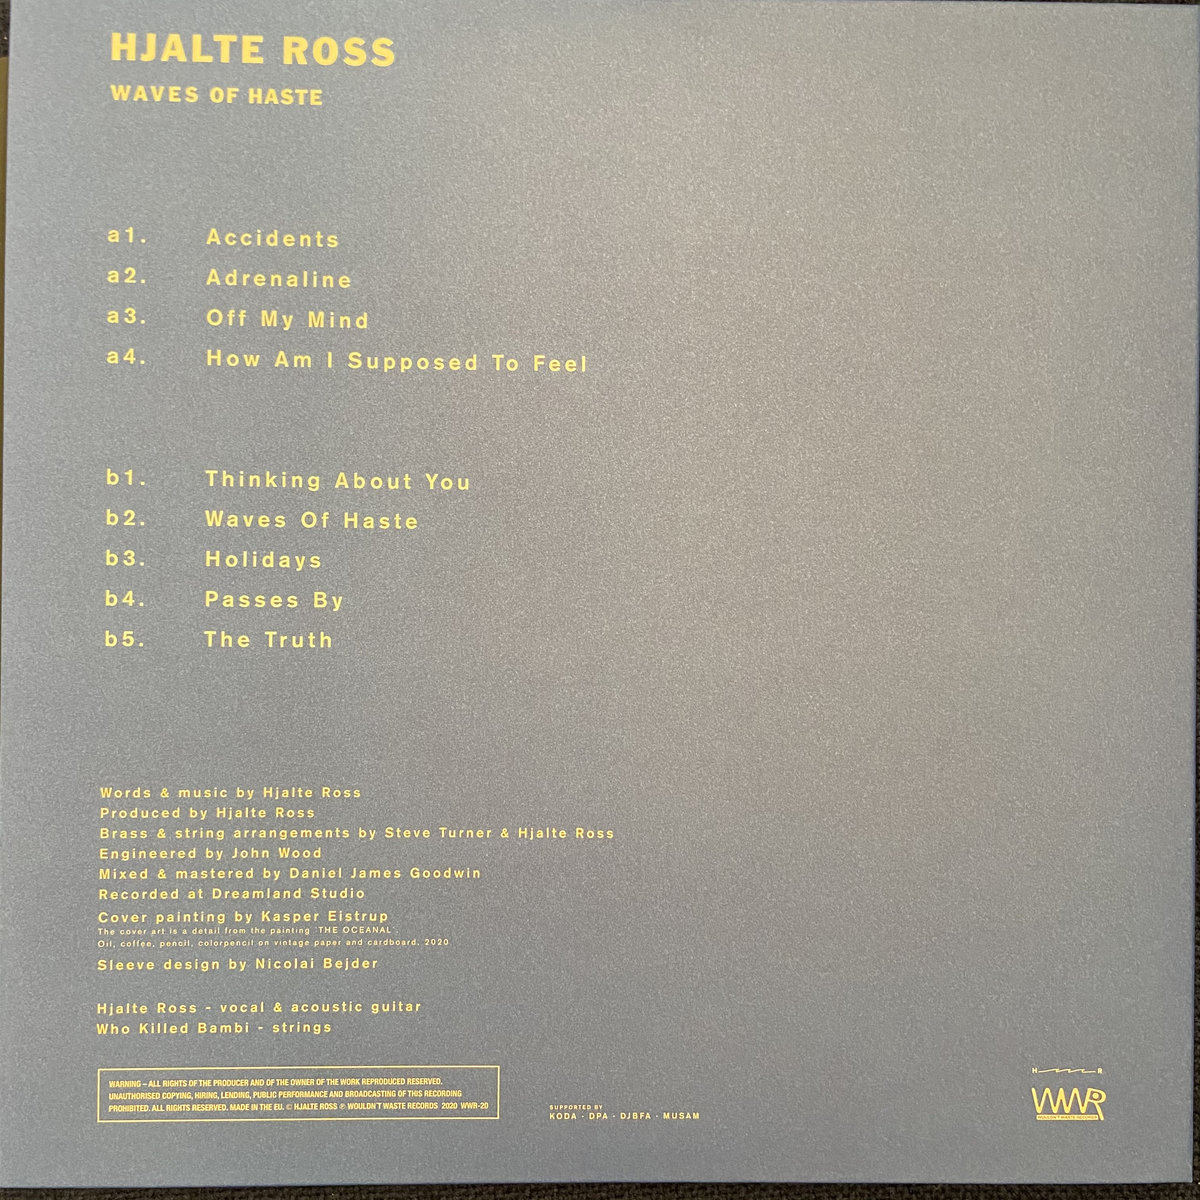 HJALTE ROSS
WAVES OF HASTE
a1. Accidents
a2. Adrenaline
a3. Off My Mind
a4. How Am I Supposed To Feel
b1. Thinking About You
b2. Waves Of Haste
b3. Holidays
b4. Passes By
b5. The Truth
Words & music by Hjalte Ross
Produced by Hjalte Ross
Brass & string arrangements by Steve Turner & Hjalte Ross
Engineered by John Wood
Mixed & mastered by Daniel James Goodwin
Recorded at Dreamland Studio
Cover painting by Kasper Eistrup
The cover art is a detail from the painting ´THE OCEANAL´.
Oil, coffee, pencil, colorpencil on vintage paper and cardboard. 2020
Sleeve design by Nicolai Bejder
Hjalte Ross - vocal & acoustic guitar
Who Killed Bambi - strings
WARNING – ALL RIGHTS OF THE PRODUCER AND OF THE OWNER OF THE WORK REPRODUCED RESERVED.
UNAUTHORISED COPYING, HIRING, LENDING, PUBLIC PERFORMANCE AND BROADCASTING OF THIS RECORDING
PROHIBITED. ALL RIGHTS RESERVED. MADE IN THE EU. © HJALTE ROSS ℗ WOULDN´T WASTE RECORDS 2020 WWR-20
SUPPORTED BY
KODA · DPA · DJBFA · MUSAM
H R
WWR
WOULDN'T WASTE RECORDS